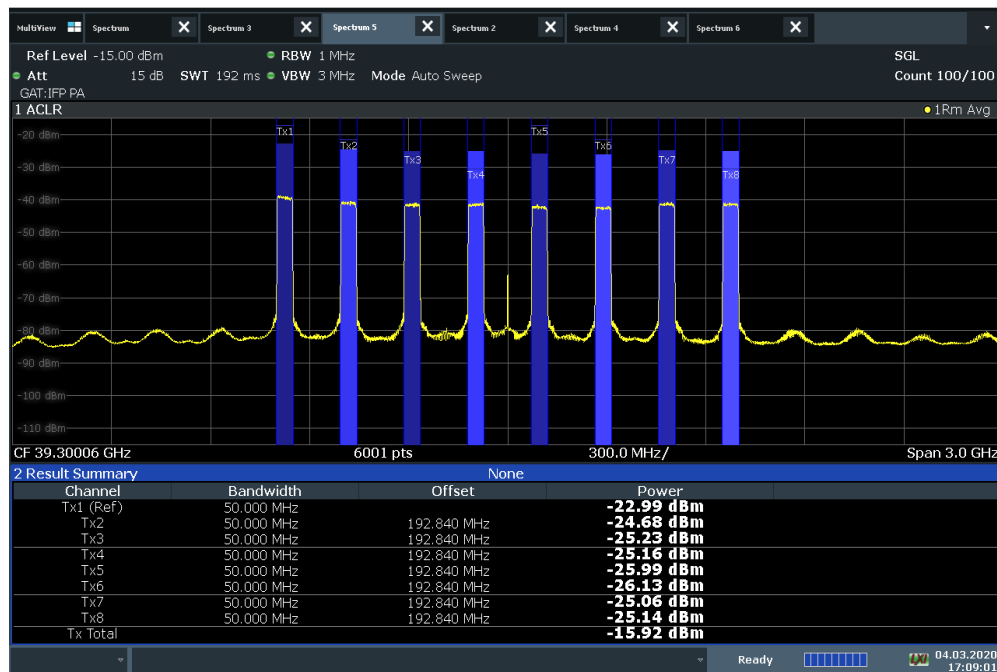 MultiView Spectrum Spectrum 3 Spectrum 5 Spectrum 2 Spectrum 4 Spectrum 6
Ref Level -15.00 dBm RBW 1 MHz SGL
Att 15 dB SWT 192 ms VBW 3 MHz Mode Auto Sweep Count 100/100
GAT:IFP PA
1 ACLR 1Rm Avg
-20 dBm
-30 dBm
-40 dBm
-50 dBm
-60 dBm
-70 dBm
-80 dBm
-90 dBm
-100 dBm
-110 dBm
Tx1 Tx2 Tx3 Tx4 Tx5 Tx6 Tx7 Tx8
CF 39.30006 GHz 6001 pts 300.0 MHz/ Span 3.0 GHz
2 Result Summary None
Channel Bandwidth Offset Power
Tx1 (Ref) 50.000 MHz -22.99 dBm
Tx2 50.000 MHz 192.840 MHz -24.68 dBm
Tx3 50.000 MHz 192.840 MHz -25.23 dBm
Tx4 50.000 MHz 192.840 MHz -25.16 dBm
Tx5 50.000 MHz 192.840 MHz -25.99 dBm
Tx6 50.000 MHz 192.840 MHz -26.13 dBm
Tx7 50.000 MHz 192.840 MHz -25.06 dBm
Tx8 50.000 MHz 192.840 MHz -25.14 dBm
Tx Total -15.92 dBm
Ready LXI 04.03.2020
17:09:01